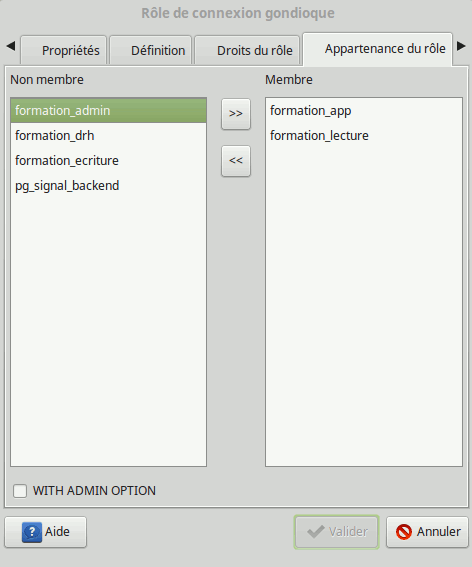 Rôle de connexion gondioque
Propriétés Définition Droits du rôle Appartenance du rôle
Non membre Membre
formation_admin >> formation_app
formation_drh formation_lecture
formation_ecriture <<
pg_signal_backend
WITH ADMIN OPTION
Aide Valider Annuler